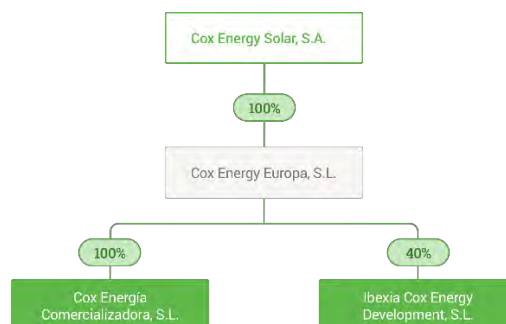 Cox Energy Solar, S.A.
100%
Cox Energy Europa, S.L.
100%
40%
Cox Energía
Comercializadora, S.L.
Ibexia Cox Energy
Development, S.L.